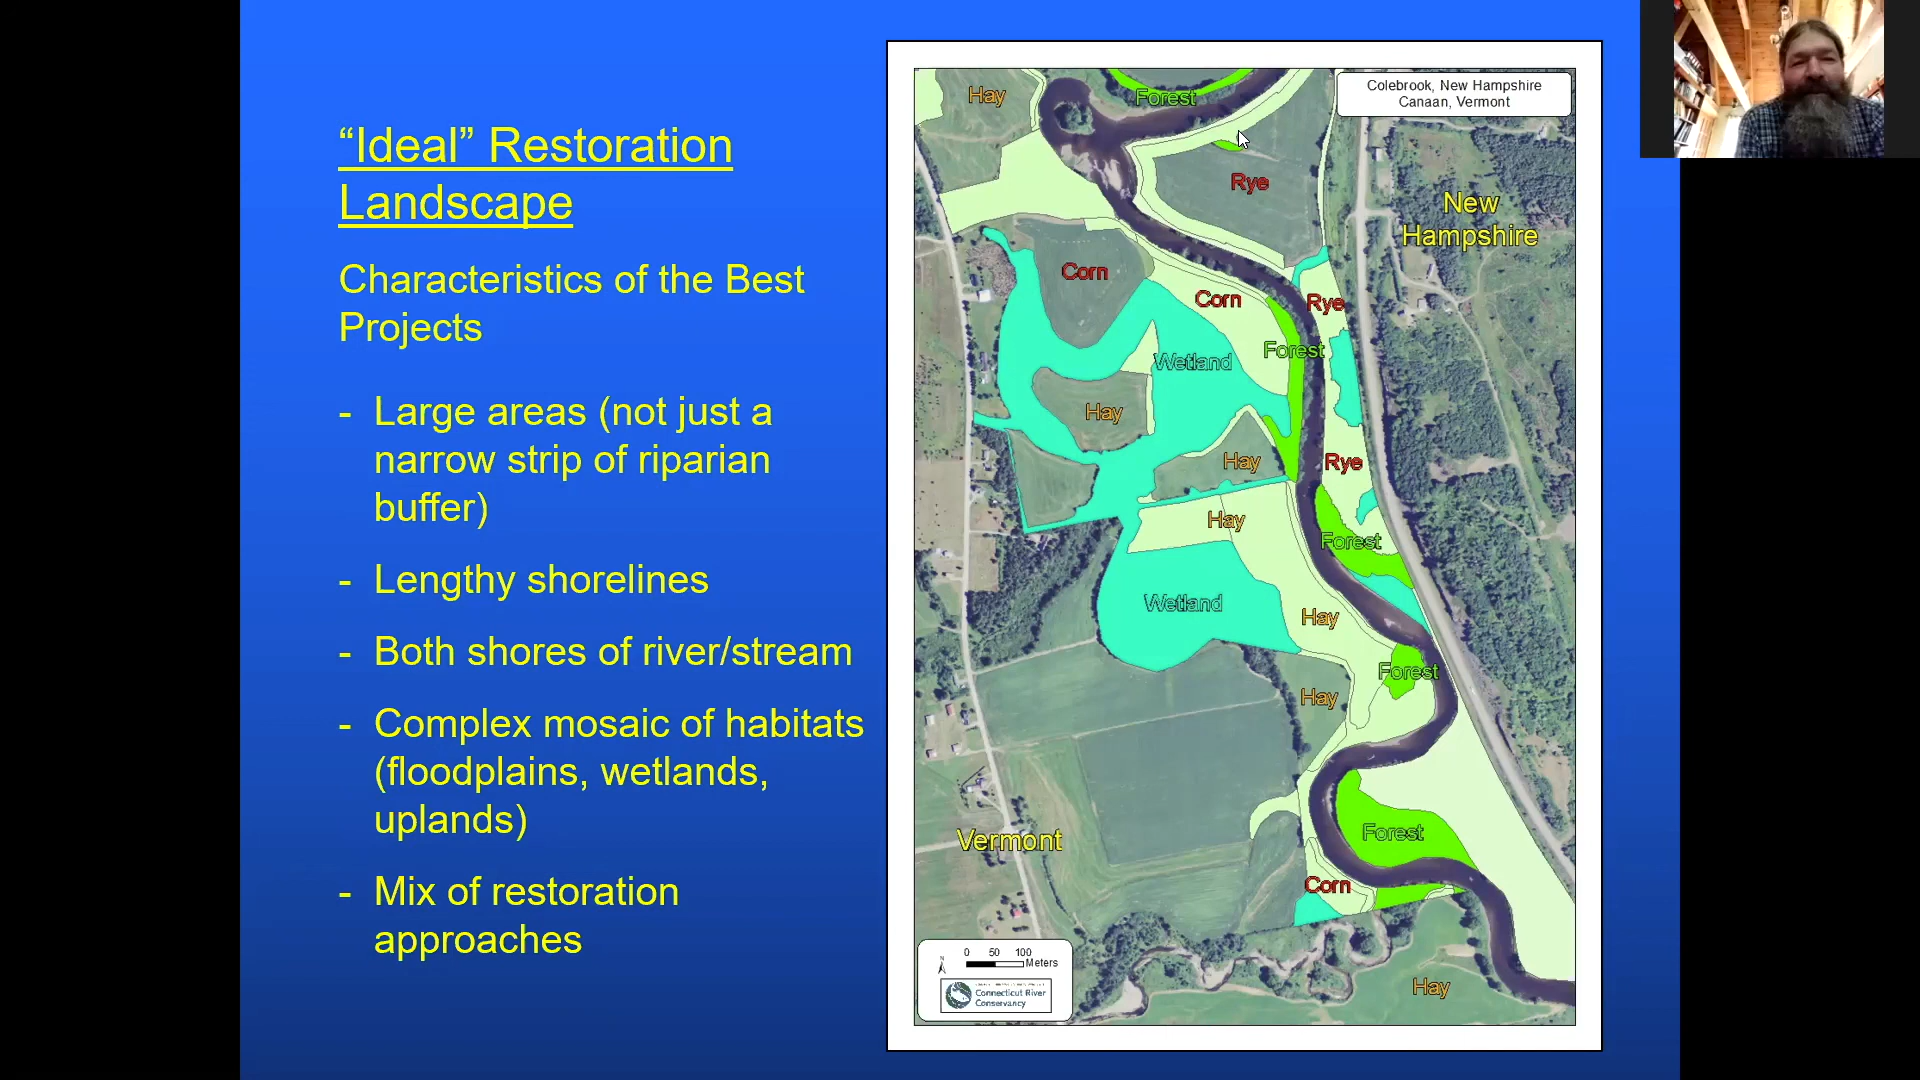 “Ideal” Restoration
Landscape
Characteristics of the Best
Projects
- Large areas (not just a
narrow strip of riparian
buffer)
- Lengthy shorelines
- Both shores of river/stream
- Complex mosaic of habitats
(floodplains, wetlands,
uplands)
- Mix of restoration
approaches
Colebrook, New Hampshire
Canaan, Vermont
Hay
Forest
Rye
New
Hampshire
Corn
Corn
Rye
Forest
Wetland
Hay
Hay
Rye
Hay
Forest
Wetland
Hay
Forest
Hay
Forest
Vermont
Corn
Hay
N
0 50 100
Meters
Connecticut River
Conservancy